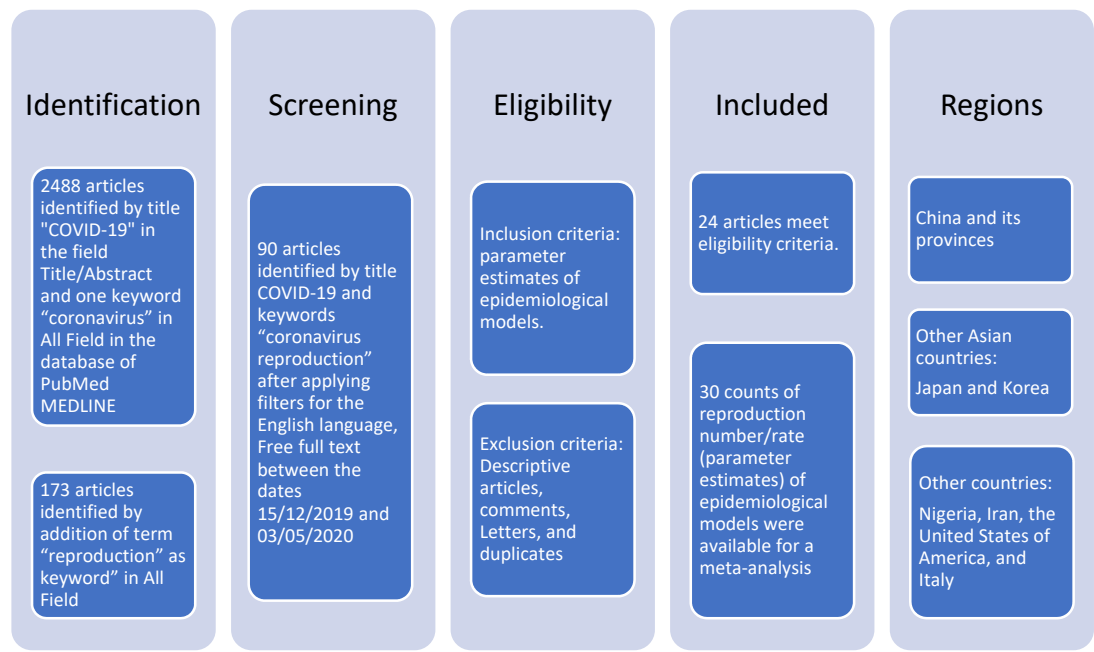 Identification
2488 articles
identified by title
"COVID-19" in
the field
Title/Abstract
and one keyword
“coronavirus” in
All Field in the
database of
PubMed
MEDLINE
173 articles
identified by
addition of term
“reproduction” as
keyword” in All
Field
Screening
90 articles
identified by title
COVID-19 and
keywords
“coronavirus
reproduction”
after applying
filters for the
English language,
Free full text
between the
dates
15/12/2019 and
03/05/2020
Eligibility
Inclusion criteria:
parameter
estimates of
epidemiological
models.
Exclusion criteria:
Descriptive
articles,
comments,
Letters, and
duplicates
Included
24 articles meet
eligibility criteria.
30 counts of
reproduction
number/rate
(parameter
estimates) of
epidemiological
models were
available for a
meta-analysis
Regions
China and its
provinces
Other Asian
countries:
Japan and Korea
Other countries:
Nigeria, Iran, the
United States of
America, and
Italy